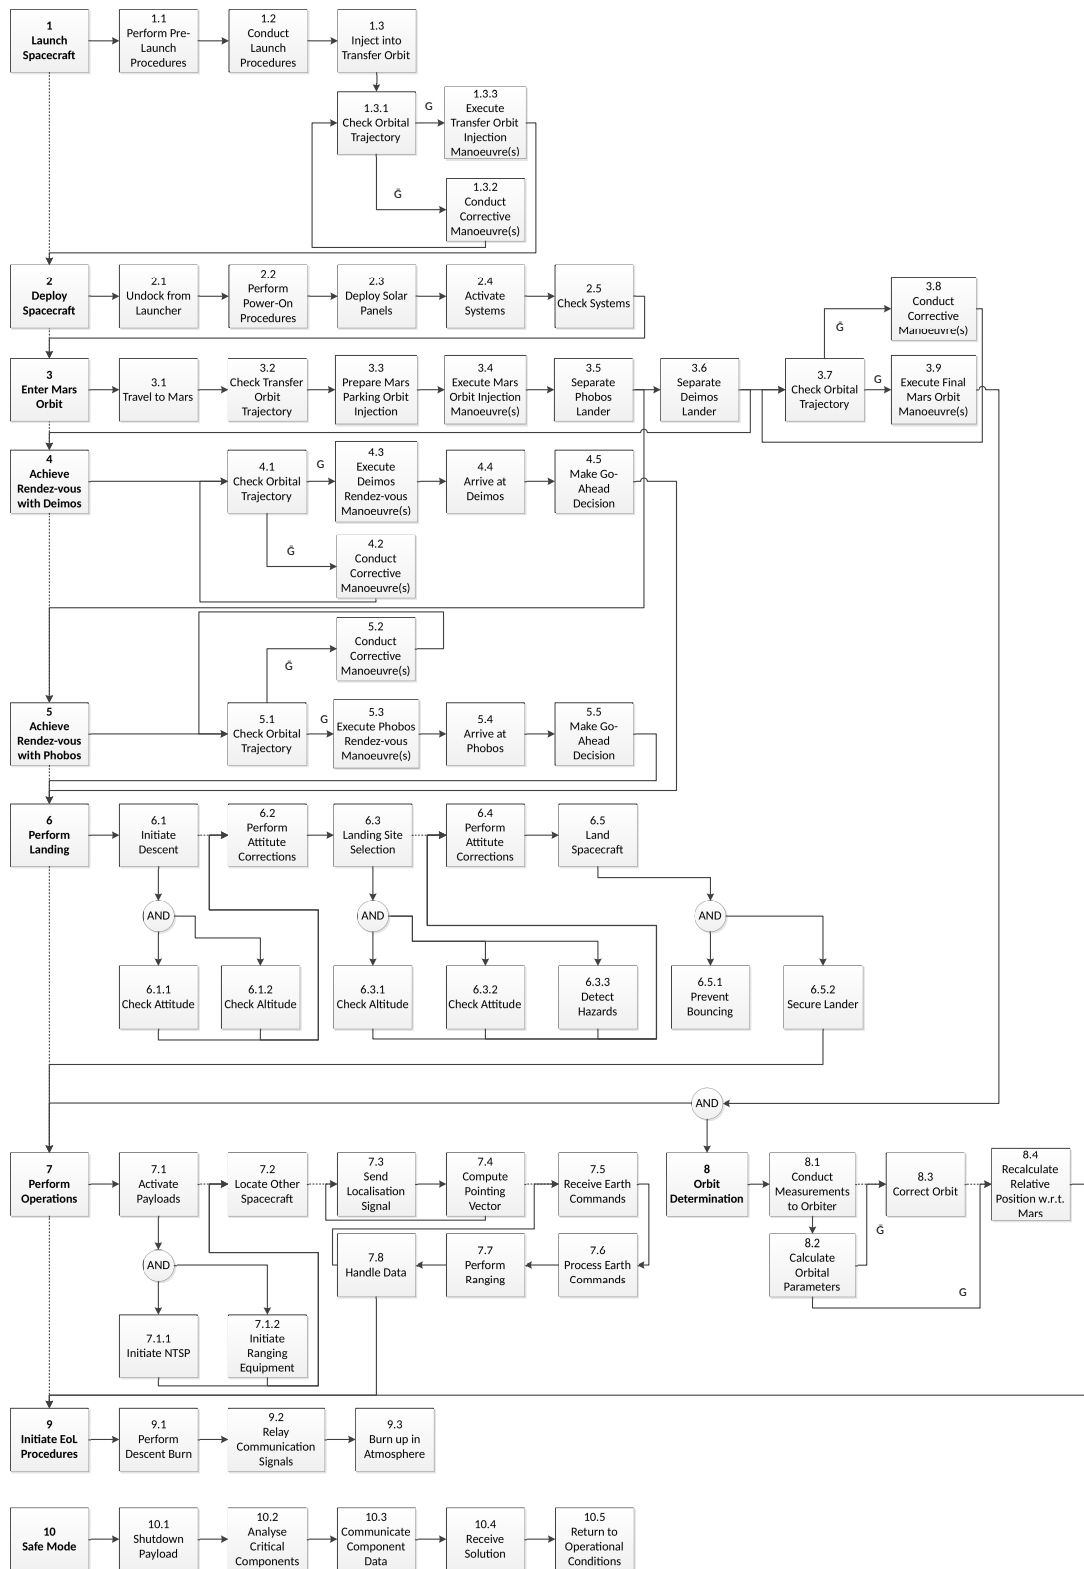 1
Launch
Spacecraft
1.1
Perform Pre-
Launch
Procedures
1.2
Conduct
Launch
Procedures
1.3
Inject into
Transfer Orbit
1.3.1
Check Orbital
Trajectory
G
1.3.3
Execute
Transfer Orbit
Injection
Manoeuvre(s)
Ḡ
1.3.2
Conduct
Corrective
Manoeuvre(s)
2
Deploy
Spacecraft
2.1
Undock from
Launcher
2.2
Perform
Power-On
Procedures
2.3
Deploy Solar
Panels
2.4
Activate
Systems
2.5
Check Systems
3
Enter Mars
Orbit
3.1
Travel to Mars
3.2
Check Transfer
Orbit
Trajectory
3.3
Prepare Mars
Parking Orbit
Injection
3.4
Execute Mars
Orbit Injection
Manoeuvre(s)
3.5
Separate
Phobos
Lander
3.6
Separate
Deimos
Lander
3.7
Check Orbital
Trajectory
Ḡ
3.8
Conduct
Corrective
Manoeuvre(s)
G
3.9
Execute Final
Mars Orbit
Manoeuvre(s)
4
Achieve
Rendez-vous
with Deimos
4.1
Check Orbital
Trajectory
G
4.3
Execute
Deimos
Rendez-vous
Manoeuvre(s)
4.4
Arrive at
Deimos
4.5
Make Go-
Ahead
Decision
Ḡ
4.2
Conduct
Corrective
Manoeuvre(s)
5.2
Conduct
Corrective
Manoeuvre(s)
Ḡ
5
Achieve
Rendez-vous
with Phobos
5.1
Check Orbital
Trajectory
G
5.3
Execute Phobos
Rendez-vous
Manoeuvre(s)
5.4
Arrive at
Phobos
5.5
Make Go-
Ahead
Decision
6
Perform
Landing
6.1
Initiate
Descent
6.2
Perform
Attitute
Corrections
6.3
Landing Site
Selection
6.4
Perform
Attitute
Corrections
6.5
Land
Spacecraft
AND
AND
AND
6.1.1
Check Attitude
6.1.2
Check Altitude
6.3.1
Check Altitude
6.3.2
Check Attitude
6.3.3
Detect
Hazards
6.5.1
Prevent
Bouncing
6.5.2
Secure Lander
AND
7
Perform
Operations
7.1
Activate
Payloads
7.2
Locate Other
Spacecraft
7.3
Send
Localisation
Signal
7.4
Compute
Pointing
Vector
7.5
Receive Earth
Commands
8
Orbit
Determination
8.1
Conduct
Measurements
to Orbiter
8.3
Correct Orbit
8.4
Recalculate
Relative
Position w.r.t.
Mars
AND
7.8
Handle Data
7.7
Perform
Ranging
7.6
Process Earth
Commands
8.2
Calculate
Orbital
Parameters
Ḡ
G
7.1.1
Initiate NTSP
7.1.2
Initiate
Ranging
Equipment
9
Initiate EoL
Procedures
9.1
Perform
Descent Burn
9.2
Relay
Communication
Signals
9.3
Burn up in
Atmosphere
10
Safe Mode
10.1
Shutdown
Payload
10.2
Analyse
Critical
Components
10.3
Communicate
Component
Data
10.4
Receive
Solution
10.5
Return to
Operational
Conditions